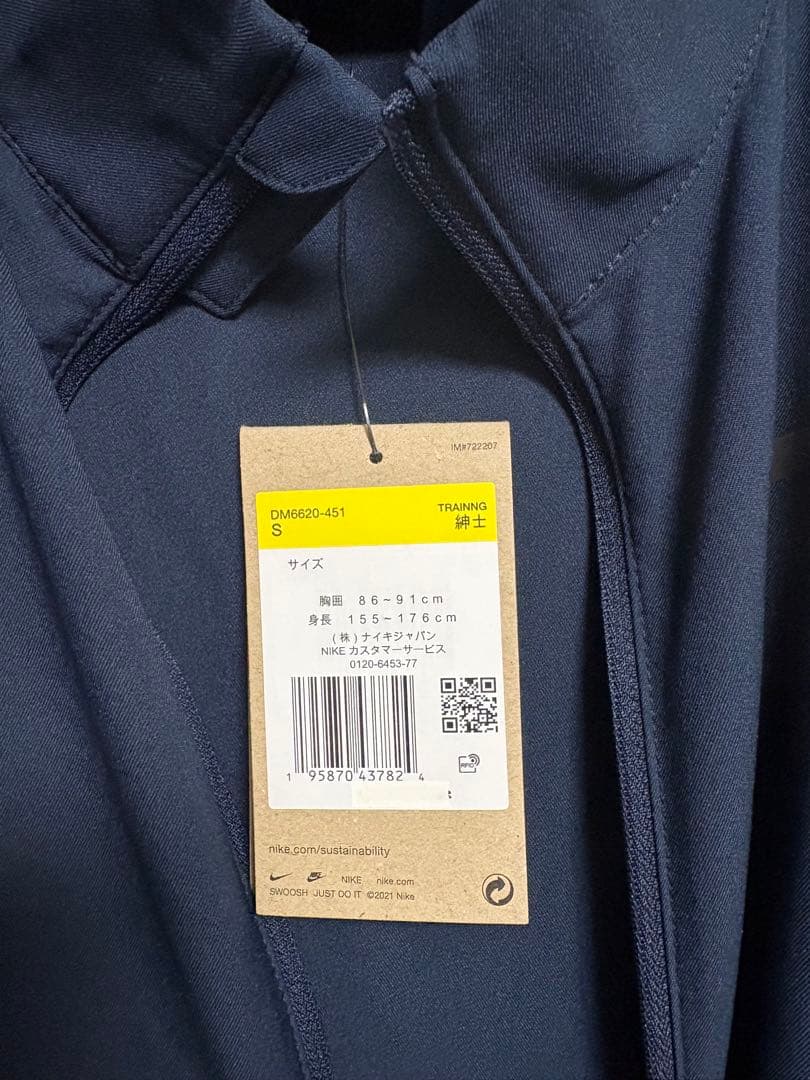 IM#722207
DM6620-451
TRAINNG
S
紳士
サイズ
胸囲 86~91cm
身長 155~176cm
(株)ナイキジャパン
NIKE カスタマーサービス
0120-6453-77
1 95870 43782 4
RFID
nike.com/sustainability
NIKE nike.com
SWOOSH JUST DO IT ©2021 Nike